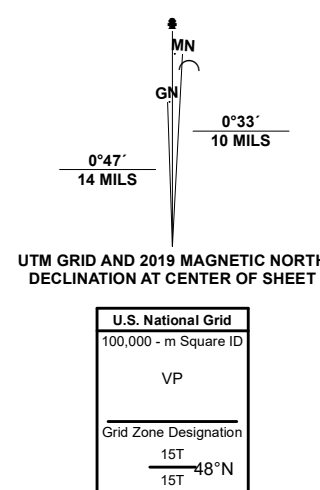 MN
GN
0°33´
10 MILS
0°47´
14 MILS
UTM GRID AND 2019 MAGNETIC NORTH
DECLINATION AT CENTER OF SHEET
U.S. National Grid
100,000 - m Square ID
VP
Grid Zone Designation
15T
48°N
15T